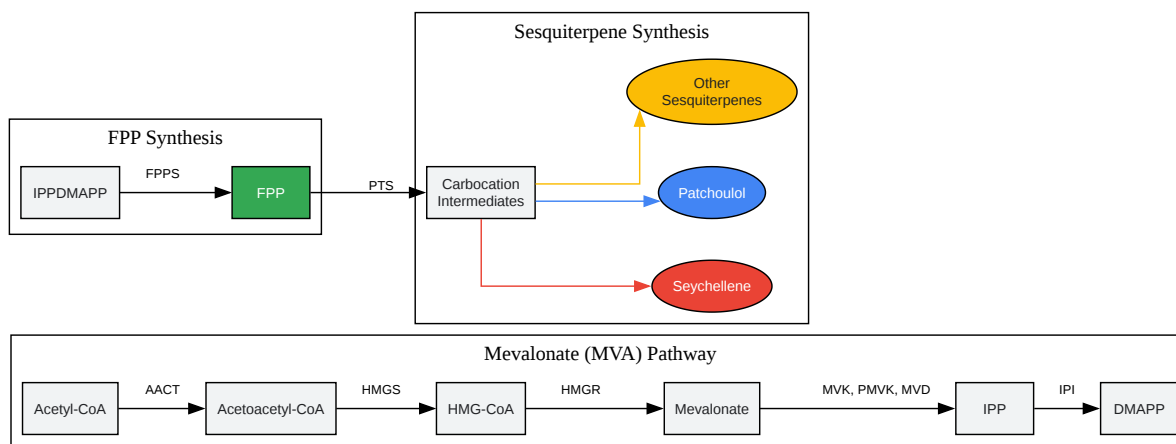 Sesquiterpene Synthesis
Other
Sesquiterpenes
FPP Synthesis
IPPDMAPP
FPPS
FPP
PTS
Carbocation
Intermediates
Patchoulol
Seychellene
Mevalonate (MVA) Pathway
Acetyl-CoA
AACT
Acetoacetyl-CoA
HMGS
HMG-CoA
HMGR
Mevalonate
MVK, PMVK, MVD
IPP
IPI
DMAPP